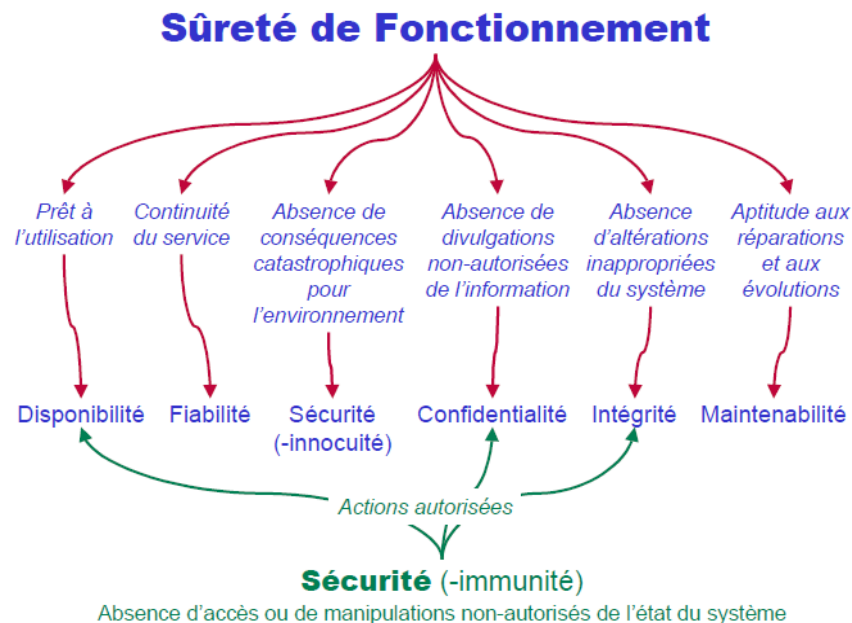 Sûreté de Fonctionnement
Prêt à
l'utilisation
Continuité
du service
Absence de
conséquences
catastrophiques
pour
l'environnement
Absence de
divulgations
non-autorisées
de l'information
Absence
d'altérations
inappropriées
du système
Aptitude aux
réparations
et aux
évolutions
Disponibilité
Fiabilité
Sécurité
(-innocuité)
Confidentialité
Intégrité
Maintenabilité
Actions autorisées
Sécurité (-immunité)
Absence d'accès ou de manipulations non-autorisés de l'état du système